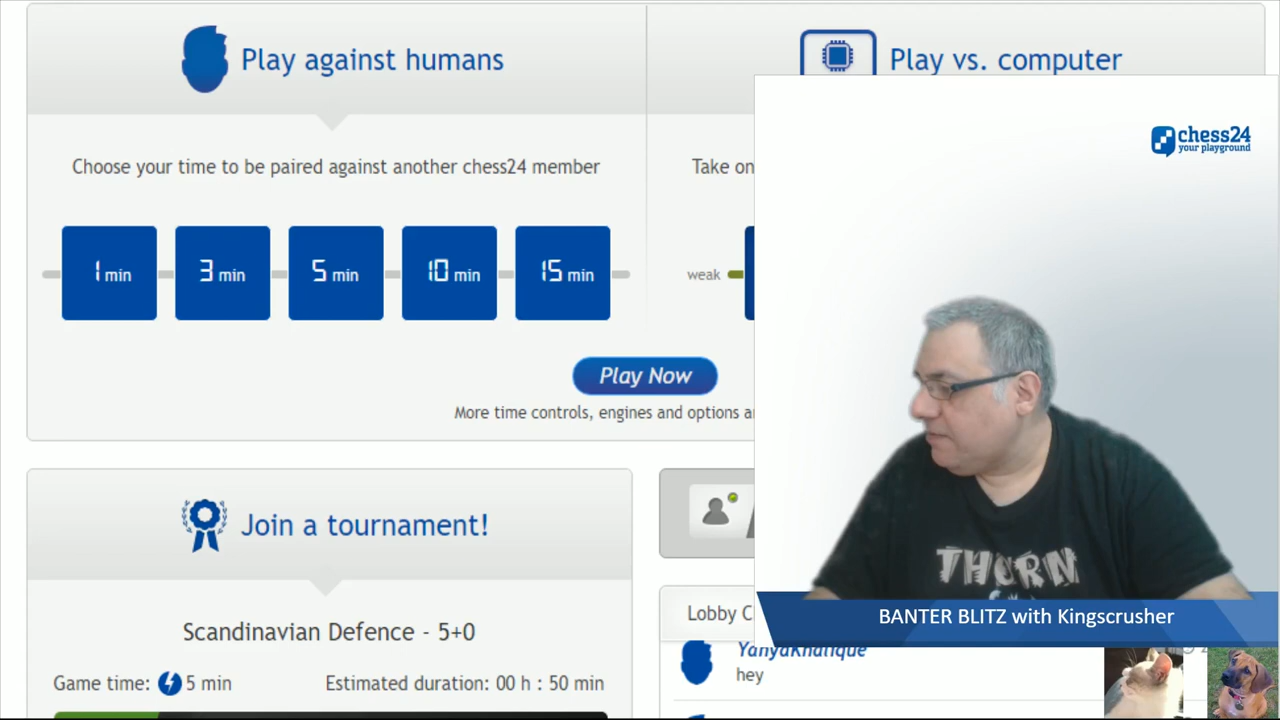 Play against humans
Play vs. computer
Choose your time to be paired against another chess24 member
Take on
1 min
3 min
5 min
10 min
15 min
weak
Play Now
More time controls, engines and options a
chess24
your playground
Join a tournament!
THORN
Lobby C
BANTER BLITZ with Kingscrusher
Scandinavian Defence - 5+0
hey
Game time: 5 min
Estimated duration: 00 h : 50 min